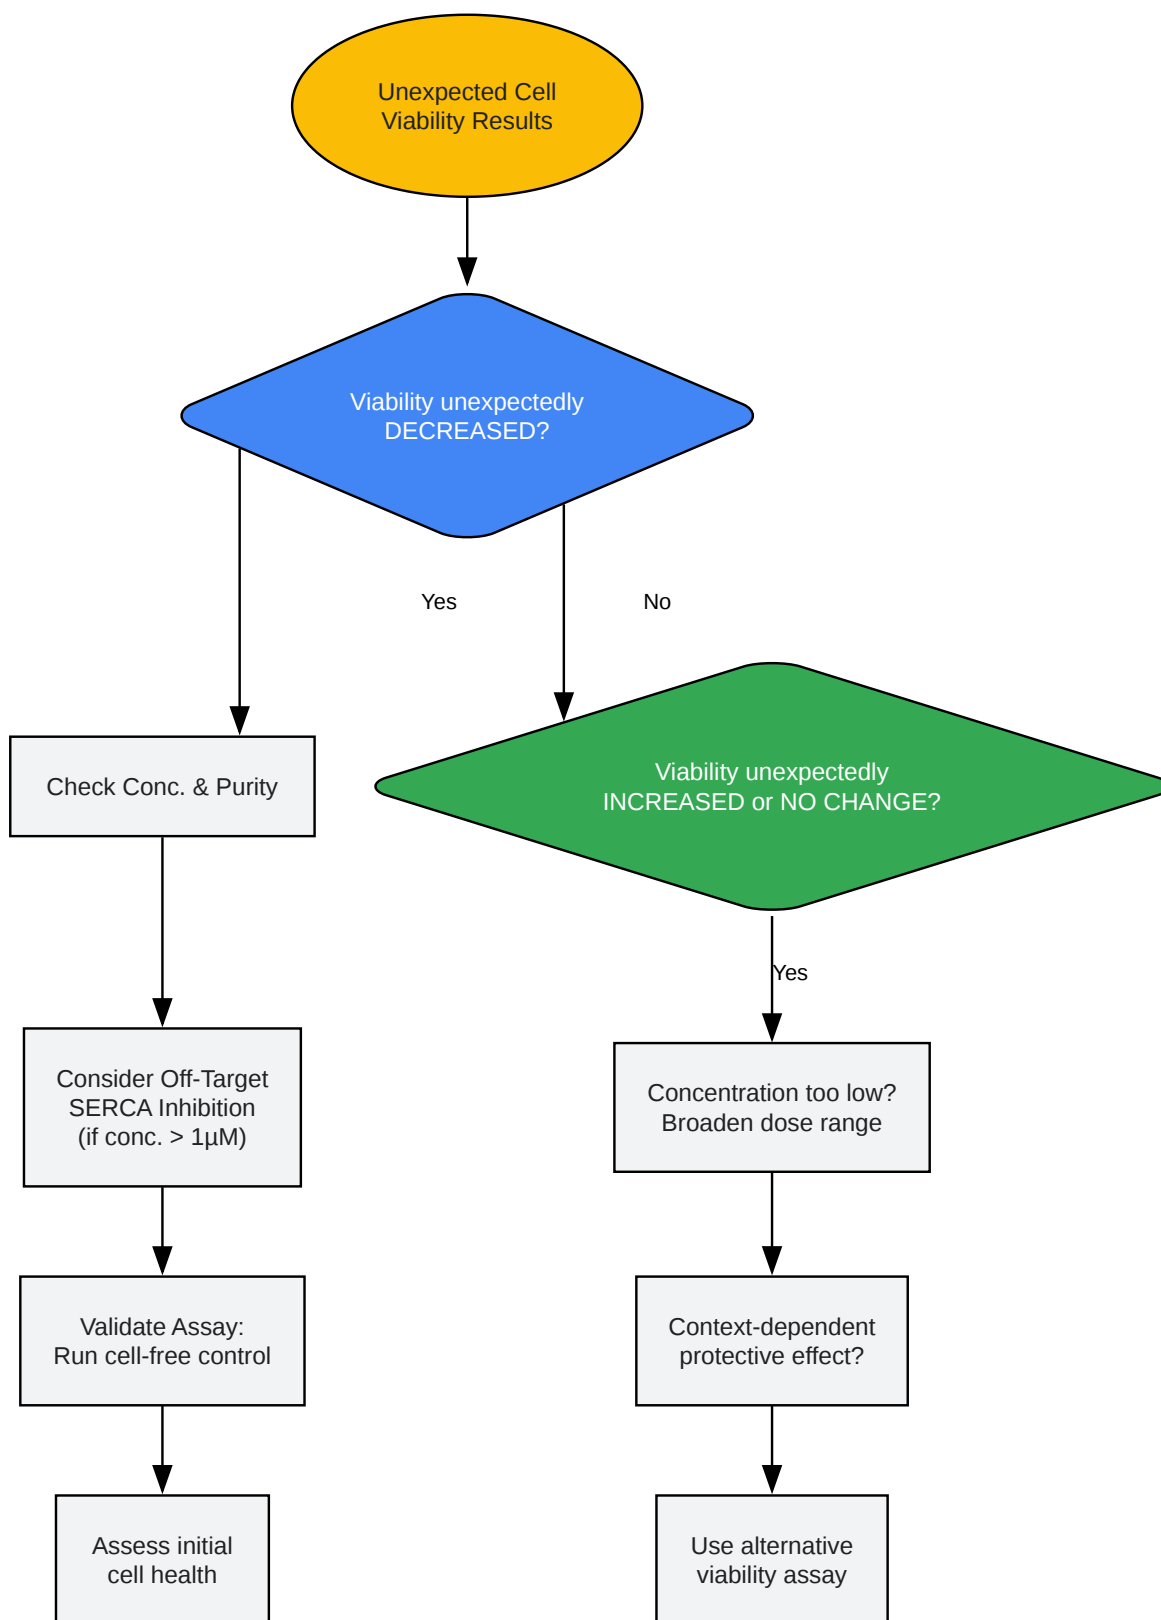 Unexpected Cell
Viability Results
Viability unexpectedly
DECREASED?
Yes
No
Check Conc. & Purity
Viability unexpectedly
INCREASED or NO CHANGE?
Yes
Consider Off-Target
SERCA Inhibition
(if conc. > 1µM)
Concentration too low?
Broaden dose range
Validate Assay:
Run cell-free control
Context-dependent
protective effect?
Assess initial
cell health
Use alternative
viability assay